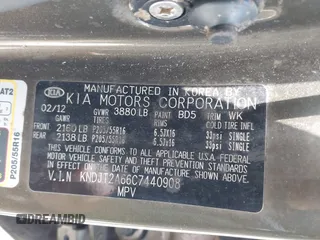 MANUFACTURED IN KOREA BY
KIA KIA MOTORS CORPORATION
02/12 GVWR 3880 LB PAINT BD5 TRIM WK
GAWR TIRES RIMS COLD TIRE INFL
FRONT 2160 LB P205/55R16 6.5JX16 33psi SINGLE
REAR 2138 LB P205/55R16 6.5JX16 33psi SINGLE
THIS VEHICLE CONFORMS TO ALL APPLICABLE
FEDERAL MOTOR VEHICLE SAFETY, BUMPER, AND
THEFT PREVENTION STANDARDS IN EFFECT ON
THE DATE OF MANUFACTURE SHOWN ABOVE.
V.I.N KNDJT2A66C7440908
MPV
P205/55R16
AUTOBIDMASTER